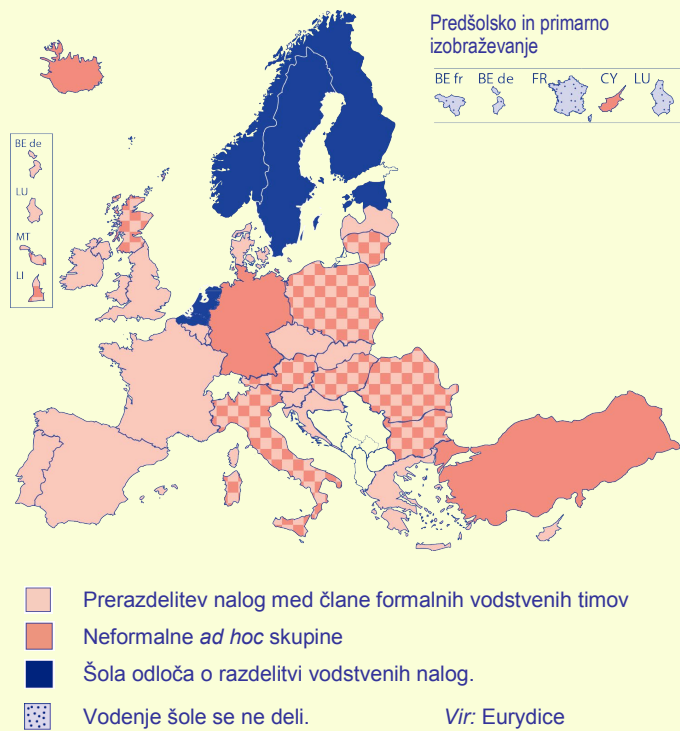 Predšolsko in primarno
izobraževanje
BE fr BE de FR CY LU
BE de
LU
MT
LI
Prerazdelitev nalog med člane formalnih vodstvenih timov
Neformalne ad hoc skupine
Šola odloča o razdelitvi vodstvenih nalog.
Vodenje šole se ne deli. Vir: Eurydice